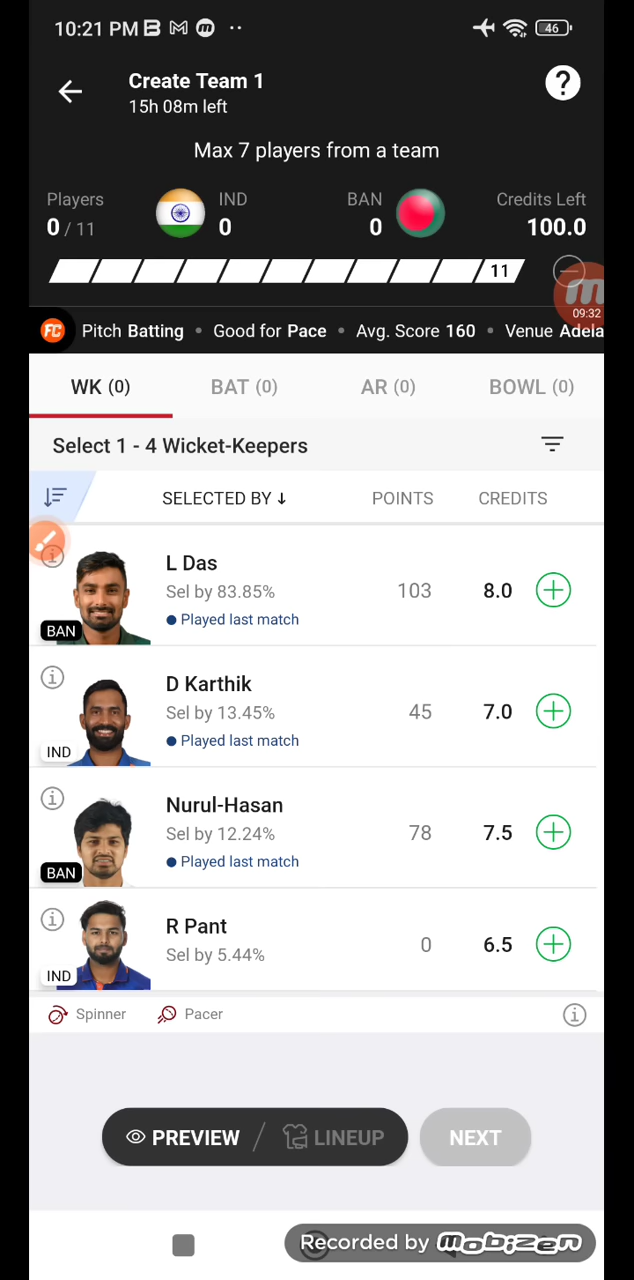 10:21 PM B M m ··
46
Create Team 1
15h 08m left
?
Max 7 players from a team
Players
0 / 11
IND
0
BAN
0
Credits Left
100.0
11
m
09:32
FC Pitch Batting • Good for Pace • Avg. Score 160 • Venue Adela
WK (0) BAT (0) AR (0) BOWL (0)
Select 1 - 4 Wicket-Keepers
SELECTED BY ↓ POINTS CREDITS
L Das
Sel by 83.85%
Played last match
BAN
103
8.0
D Karthik
Sel by 13.45%
Played last match
IND
45
7.0
Nurul-Hasan
Sel by 12.24%
Played last match
BAN
78
7.5
R Pant
Sel by 5.44%
IND
0
6.5
Spinner Pacer
PREVIEW / LINEUP NEXT
Recorded by mobizen